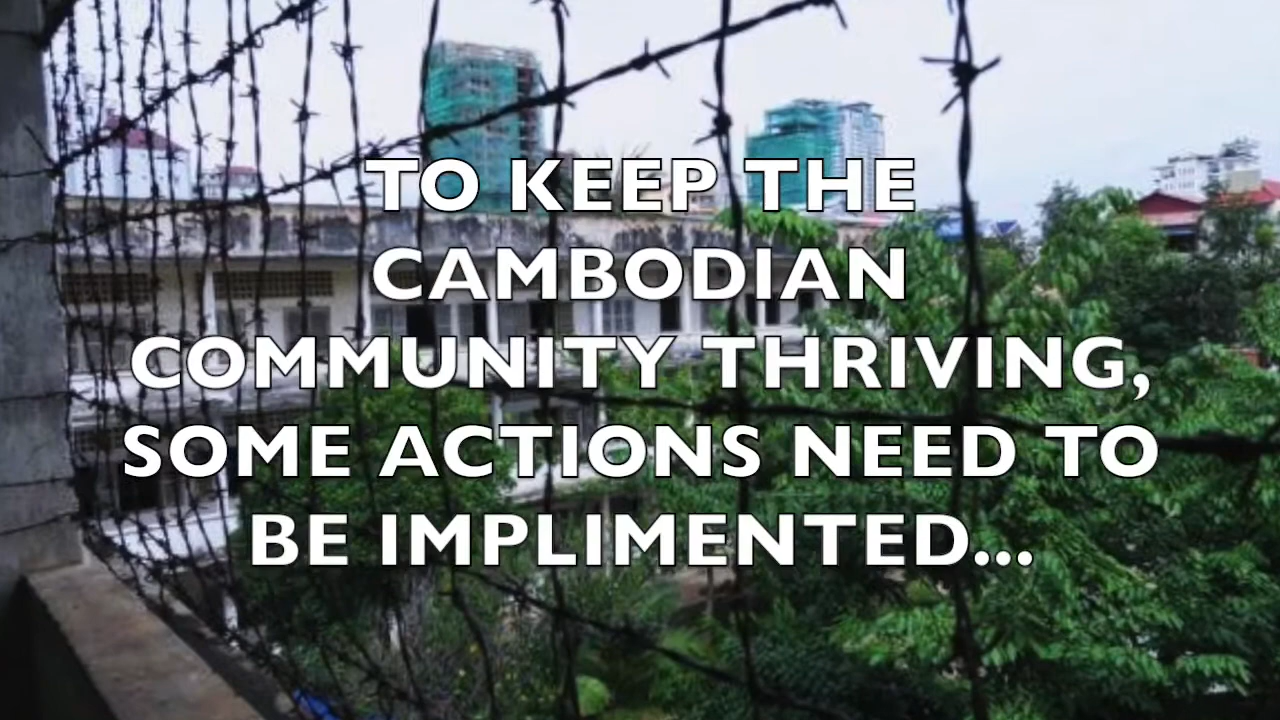 TO KEEP THE
CAMBODIAN
COMMUNITY THRIVING,
SOME ACTIONS NEED TO
BE IMPLIMENTED...